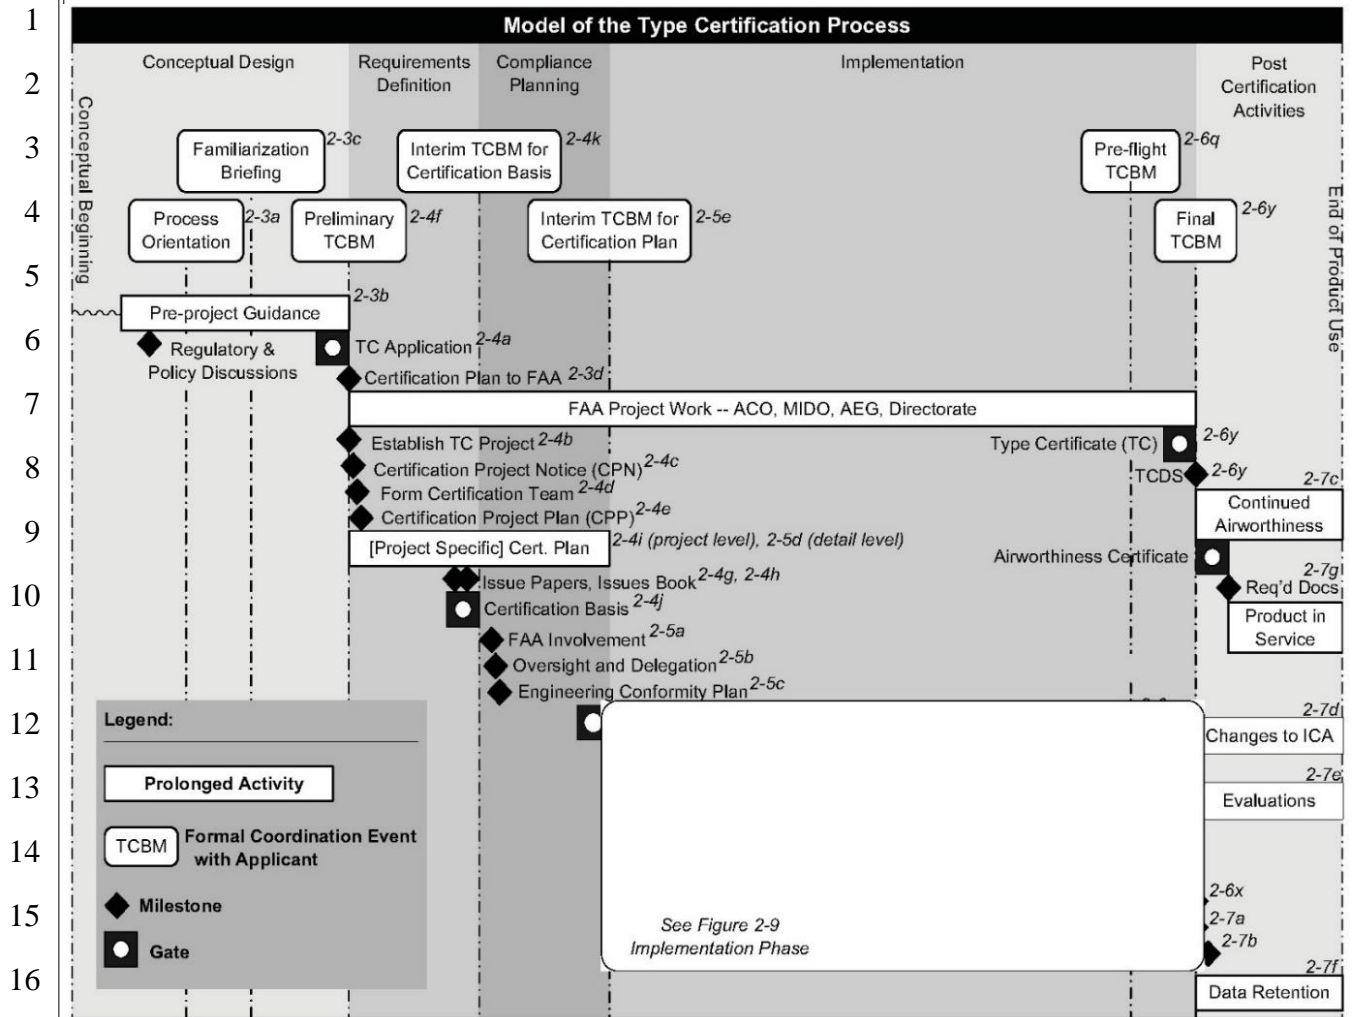 1
Model of the Type Certification Process
Conceptual Design
Requirements
Definition
Compliance
Planning
Implementation
Post
Certification
Activities
2
Conceptual Beginning
End of Product Use
3
Familiarization
Briefing
2-3c
Interim TCBM for
Certification Basis
2-4k
Pre-flight
TCBM
2-6q
4
Process
Orientation
2-3a
Preliminary
TCBM
2-4f
Interim TCBM for
Certification Plan
2-5e
Final
TCBM
2-6y
5
Pre-project Guidance
2-3b
6
Regulatory &
Policy Discussions
TC Application 2-4a
Certification Plan to FAA 2-3d
7
FAA Project Work -- ACO, MIDO, AEG, Directorate
Establish TC Project 2-4b
Type Certificate (TC)
2-6y
8
Certification Project Notice (CPN) 2-4c
TCDS
2-6y
2-7c
Form Certification Team 2-4d
Continued
Airworthiness
Certification Project Plan (CPP) 2-4e
9
[Project Specific] Cert. Plan
2-4i (project level), 2-5d (detail level)
Airworthiness Certificate
2-7g
Issue Papers, Issues Book 2-4g, 2-4h
Req'd Docs
10
Certification Basis 2-4j
Product in
Service
FAA Involvement 2-5a
11
Oversight and Delegation 2-5b
Engineering Conformity Plan 2-5c
12
Legend:
2-7d
Changes to ICA
13
Prolonged Activity
2-7e
Evaluations
14
TCBM
Formal Coordination Event
with Applicant
2-6x
15
Milestone
See Figure 2-9
Implementation Phase
2-7a
2-7b
Gate
2-7f
16
Data Retention